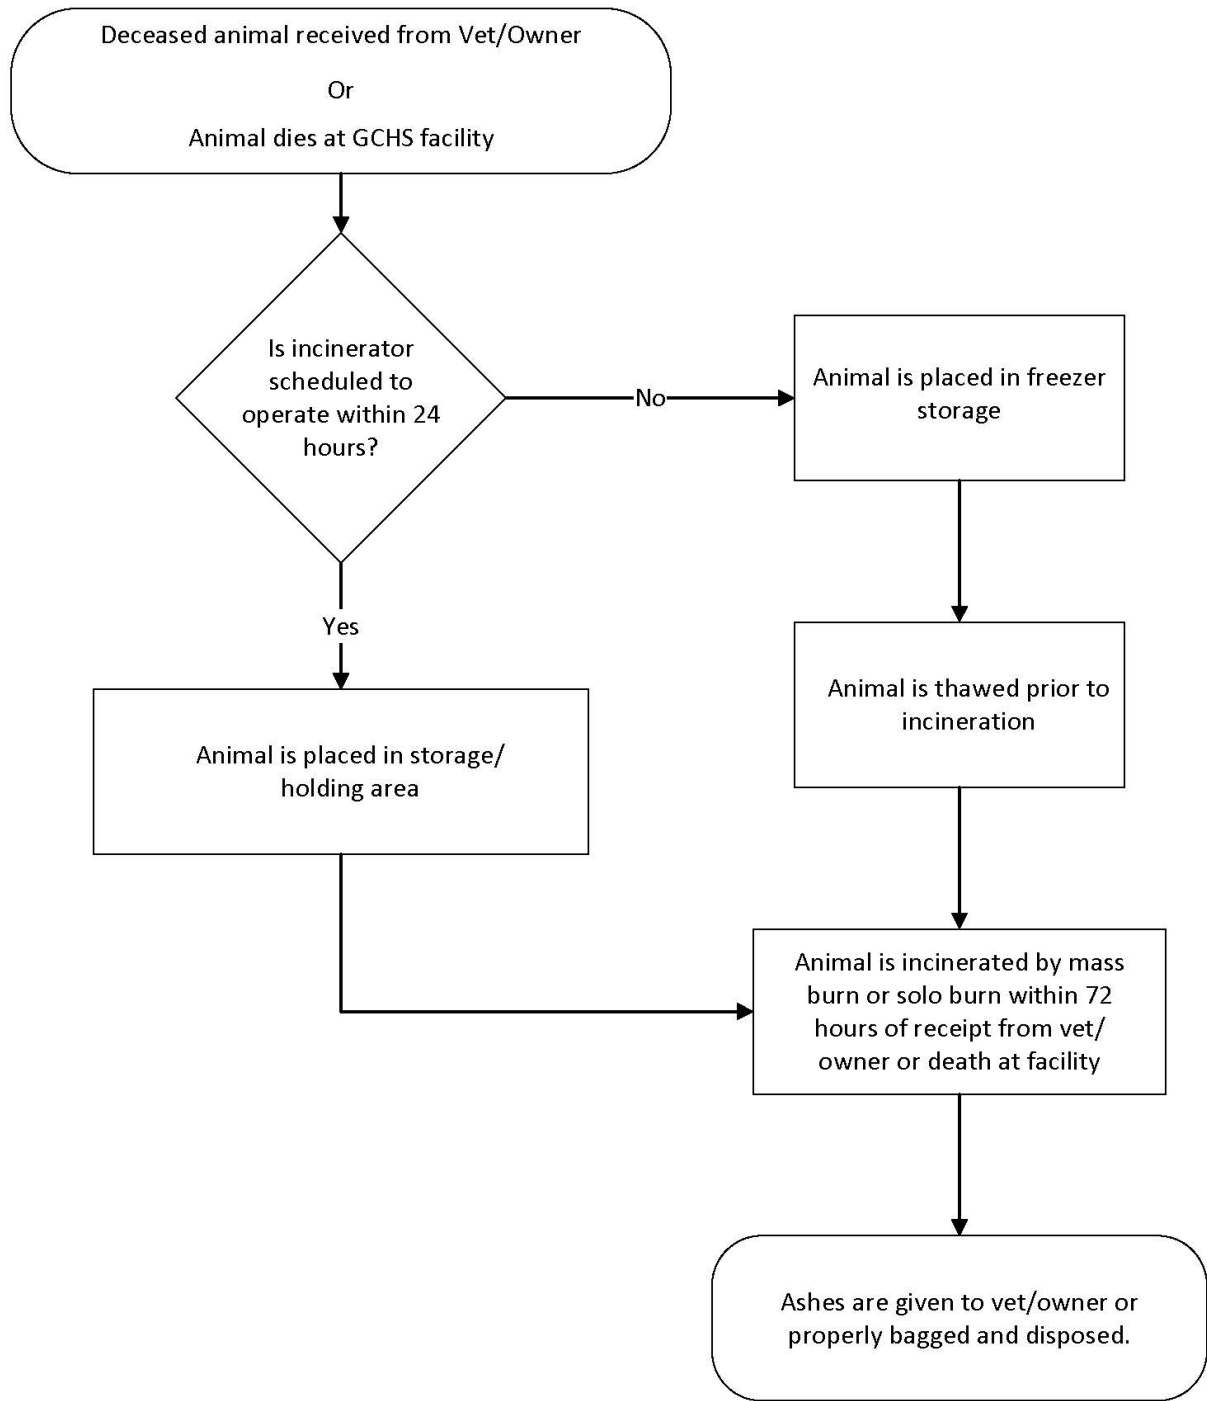 Deceased animal received from Vet/Owner
Or
Animal dies at GCHS facility
Is incinerator
scheduled to
operate within 24
hours?
No
Animal is placed in freezer
storage
Yes
Animal is thawed prior to
incineration
Animal is placed in storage/
holding area
Animal is incinerated by mass
burn or solo burn within 72
hours of receipt from vet/
owner or death at facility
Ashes are given to vet/owner or
properly bagged and disposed.